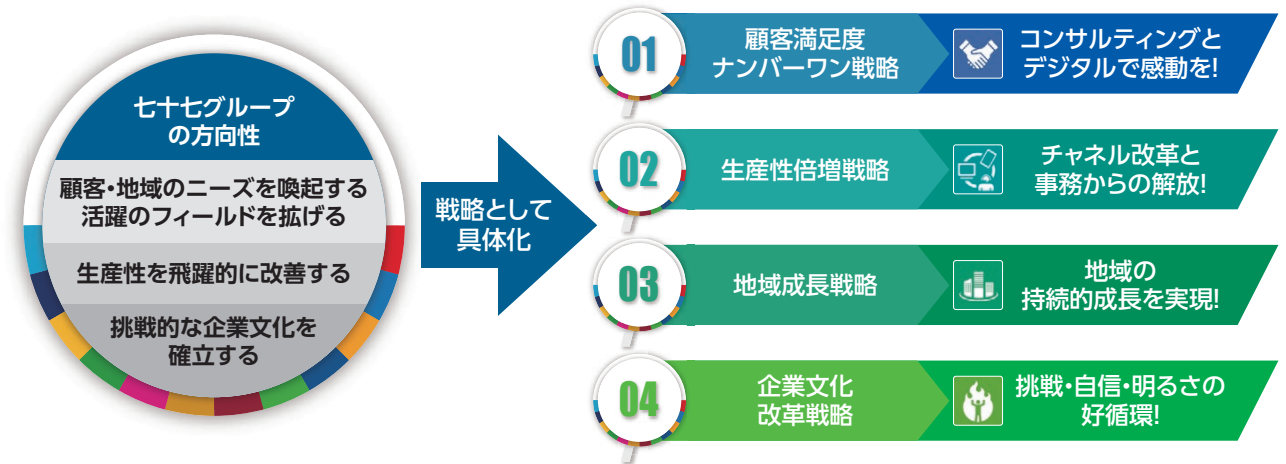 七十七グループ
の方向性
顧客・地域のニーズを喚起する
活躍のフィールドを拡げる
生産性を飛躍的に改善する
挑戦的な企業文化を
確立する
戦略として
具体化
01
顧客満足度
ナンバーワン戦略
コンサルティングと
デジタルで感動を!
02
生産性倍増戦略
チャネル改革と
事務からの解放!
03
地域成長戦略
地域の
持続的成長を実現!
04
企業文化
改革戦略
挑戦・自信・明るさの
好循環!